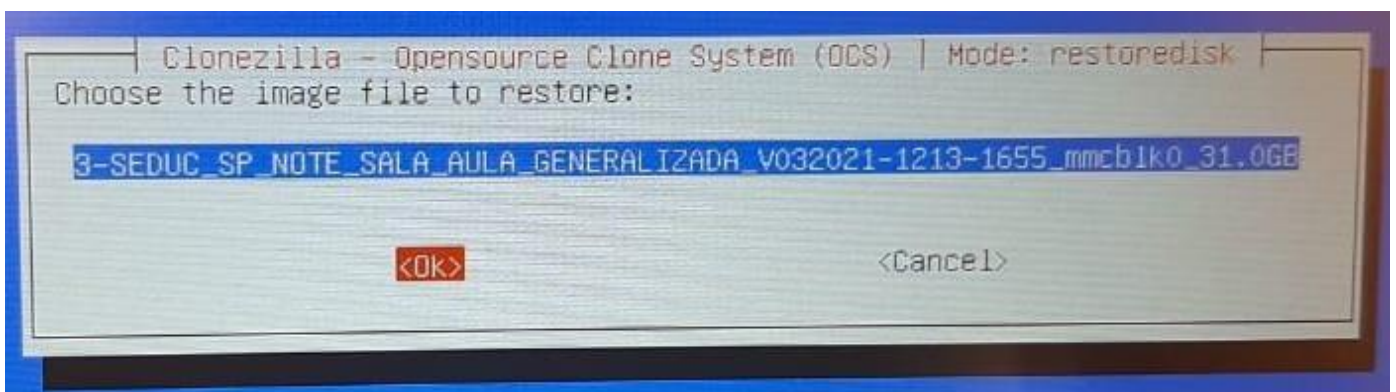 Clonezilla - Opensource Clone System (OCS) | Mode: restoredisk
Choose the image file to restore:
3-SEDUC_SP_NOTE_SALA_AULA_GENERALIZADA_V032021-1213-1655_mmcblk0_31.0GB
<Ok> <Cancel>